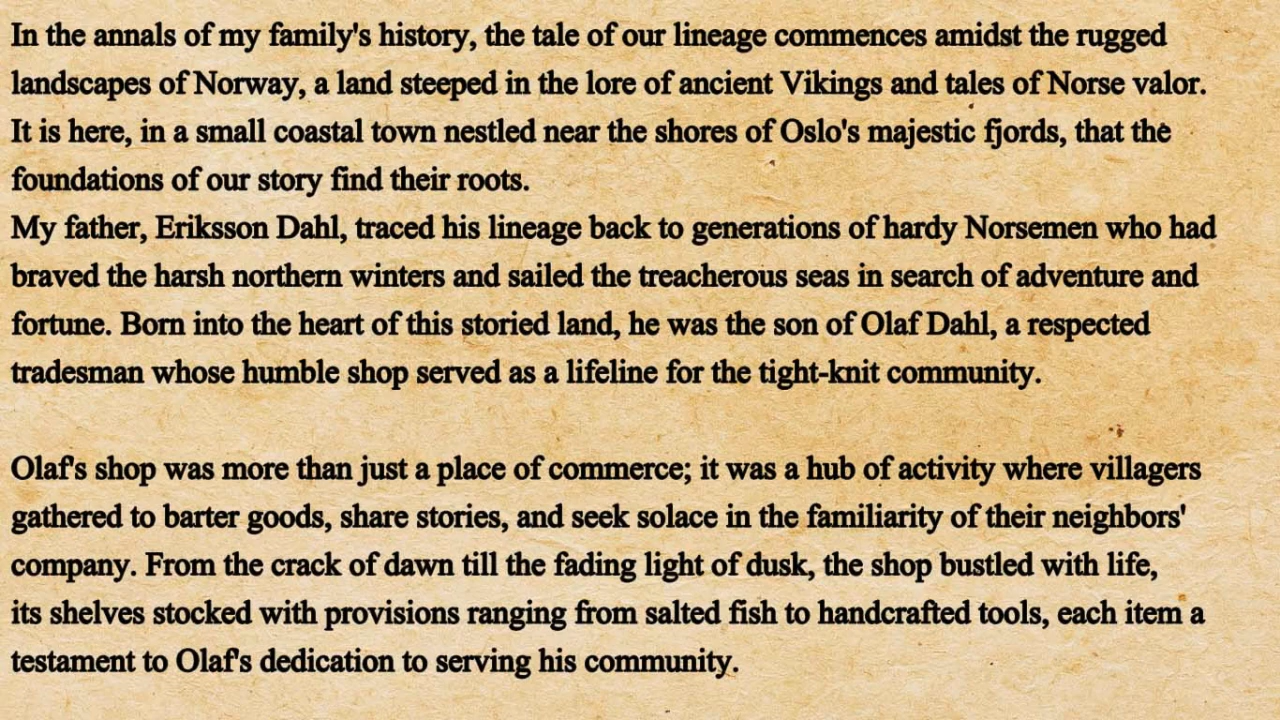 In the annals of my family's history, the tale of our lineage commences amidst the rugged
landscapes of Norway, a land steeped in the lore of ancient Vikings and tales of Norse valor.
It is here, in a small coastal town nestled near the shores of Oslo's majestic fjords, that the
foundations of our story find their roots.
My father, Eriksson Dahl, traced his lineage back to generations of hardy Norsemen who had
braved the harsh northern winters and sailed the treacherous seas in search of adventure and
fortune. Born into the heart of this storied land, he was the son of Olaf Dahl, a respected
tradesman whose humble shop served as a lifeline for the tight-knit community.
Olaf's shop was more than just a place of commerce; it was a hub of activity where villagers
gathered to barter goods, share stories, and seek solace in the familiarity of their neighbors'
company. From the crack of dawn till the fading light of dusk, the shop bustled with life,
its shelves stocked with provisions ranging from salted fish to handcrafted tools, each item a
testament to Olaf's dedication to serving his community.